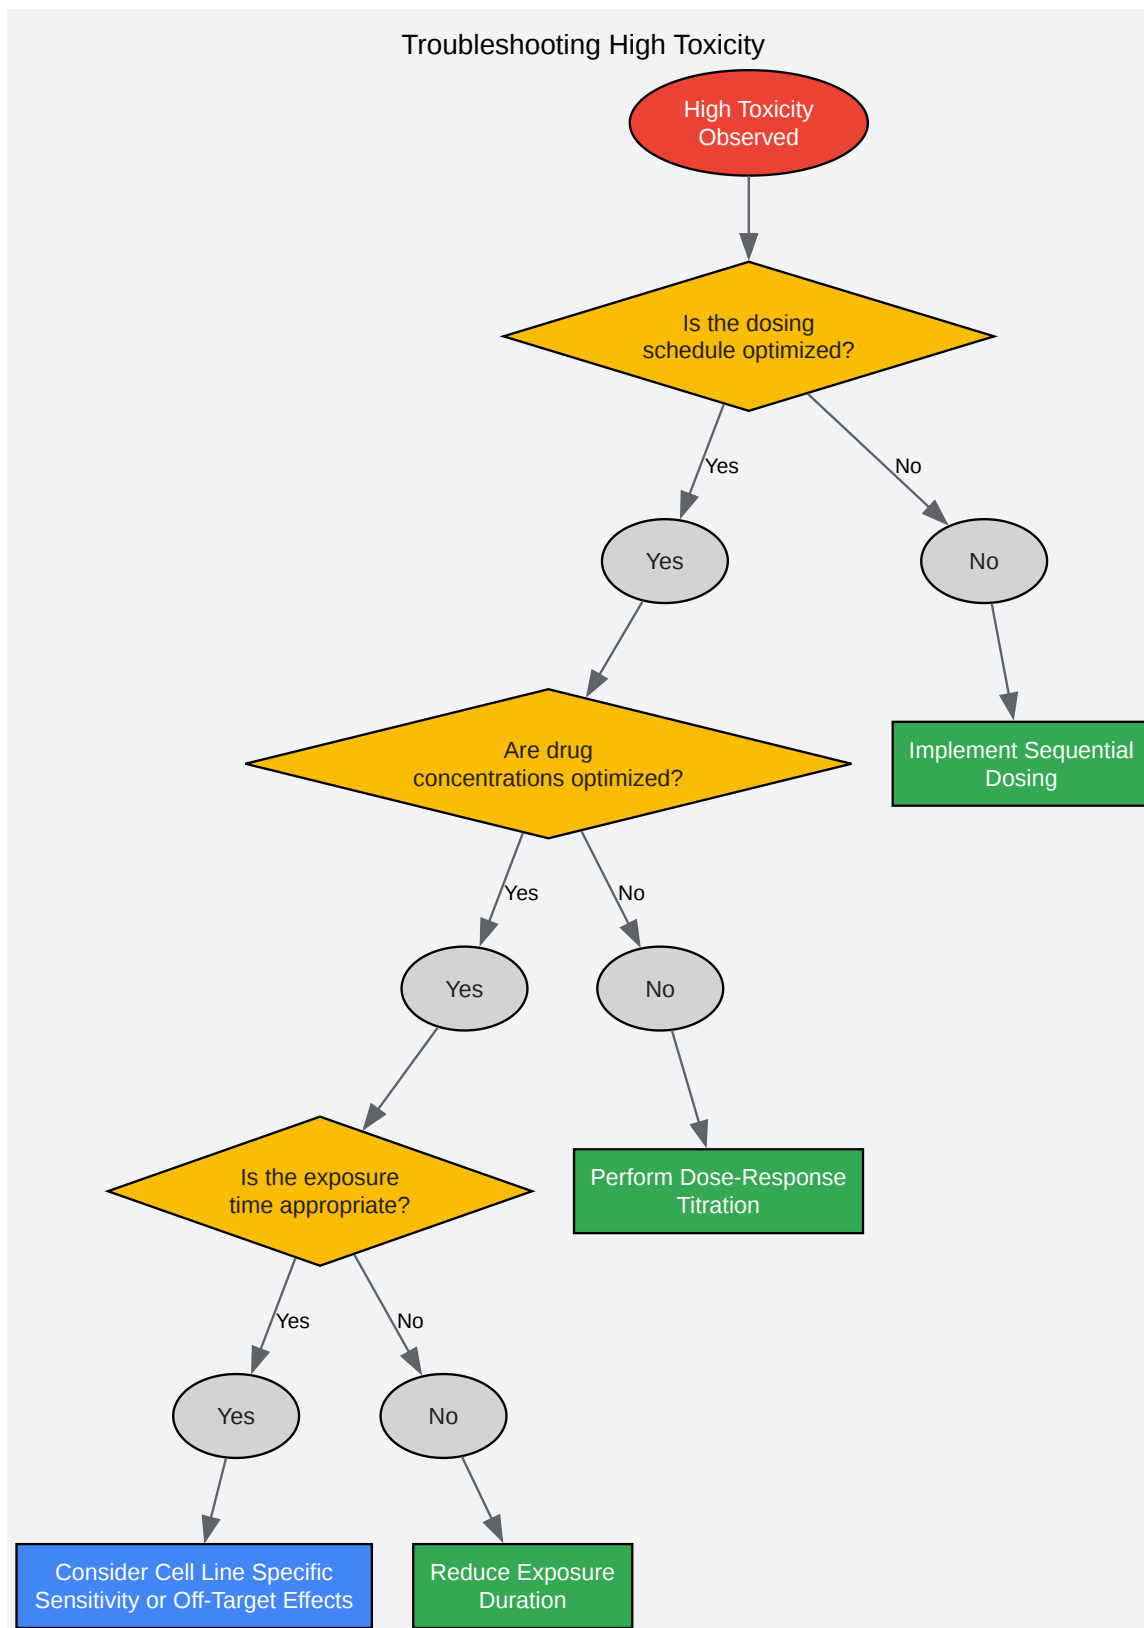 Troubleshooting High Toxicity
High Toxicity
Observed
Is the dosing
schedule optimized?
Yes
No
Yes
No
Are drug
concentrations optimized?
Implement Sequential
Dosing
Yes
No
Yes
No
Is the exposure
time appropriate?
Perform Dose-Response
Titration
Yes
No
Yes
No
Consider Cell Line Specific
Sensitivity or Off-Target Effects
Reduce Exposure
Duration